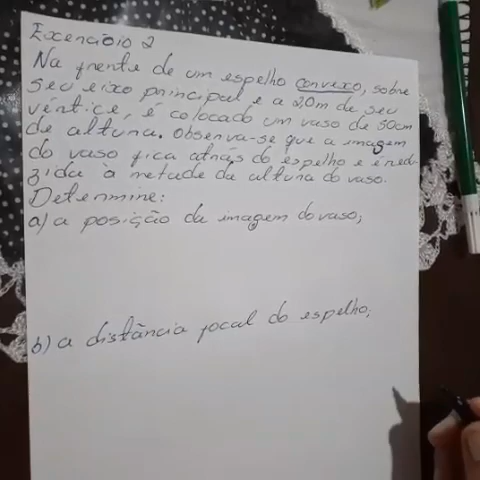 Exercício 2
Na frente de um espelho convexo, sobre
seu eixo principal e a 2,0m de seu
vértice, é colocado um vaso de 50cm
de altura. Observa-se que a imagem
do vaso fica atrás do espelho e é redu-
zida à metade da altura do vaso.
Determine:
a) a posição da imagem do vaso;
b) a distância focal do espelho;